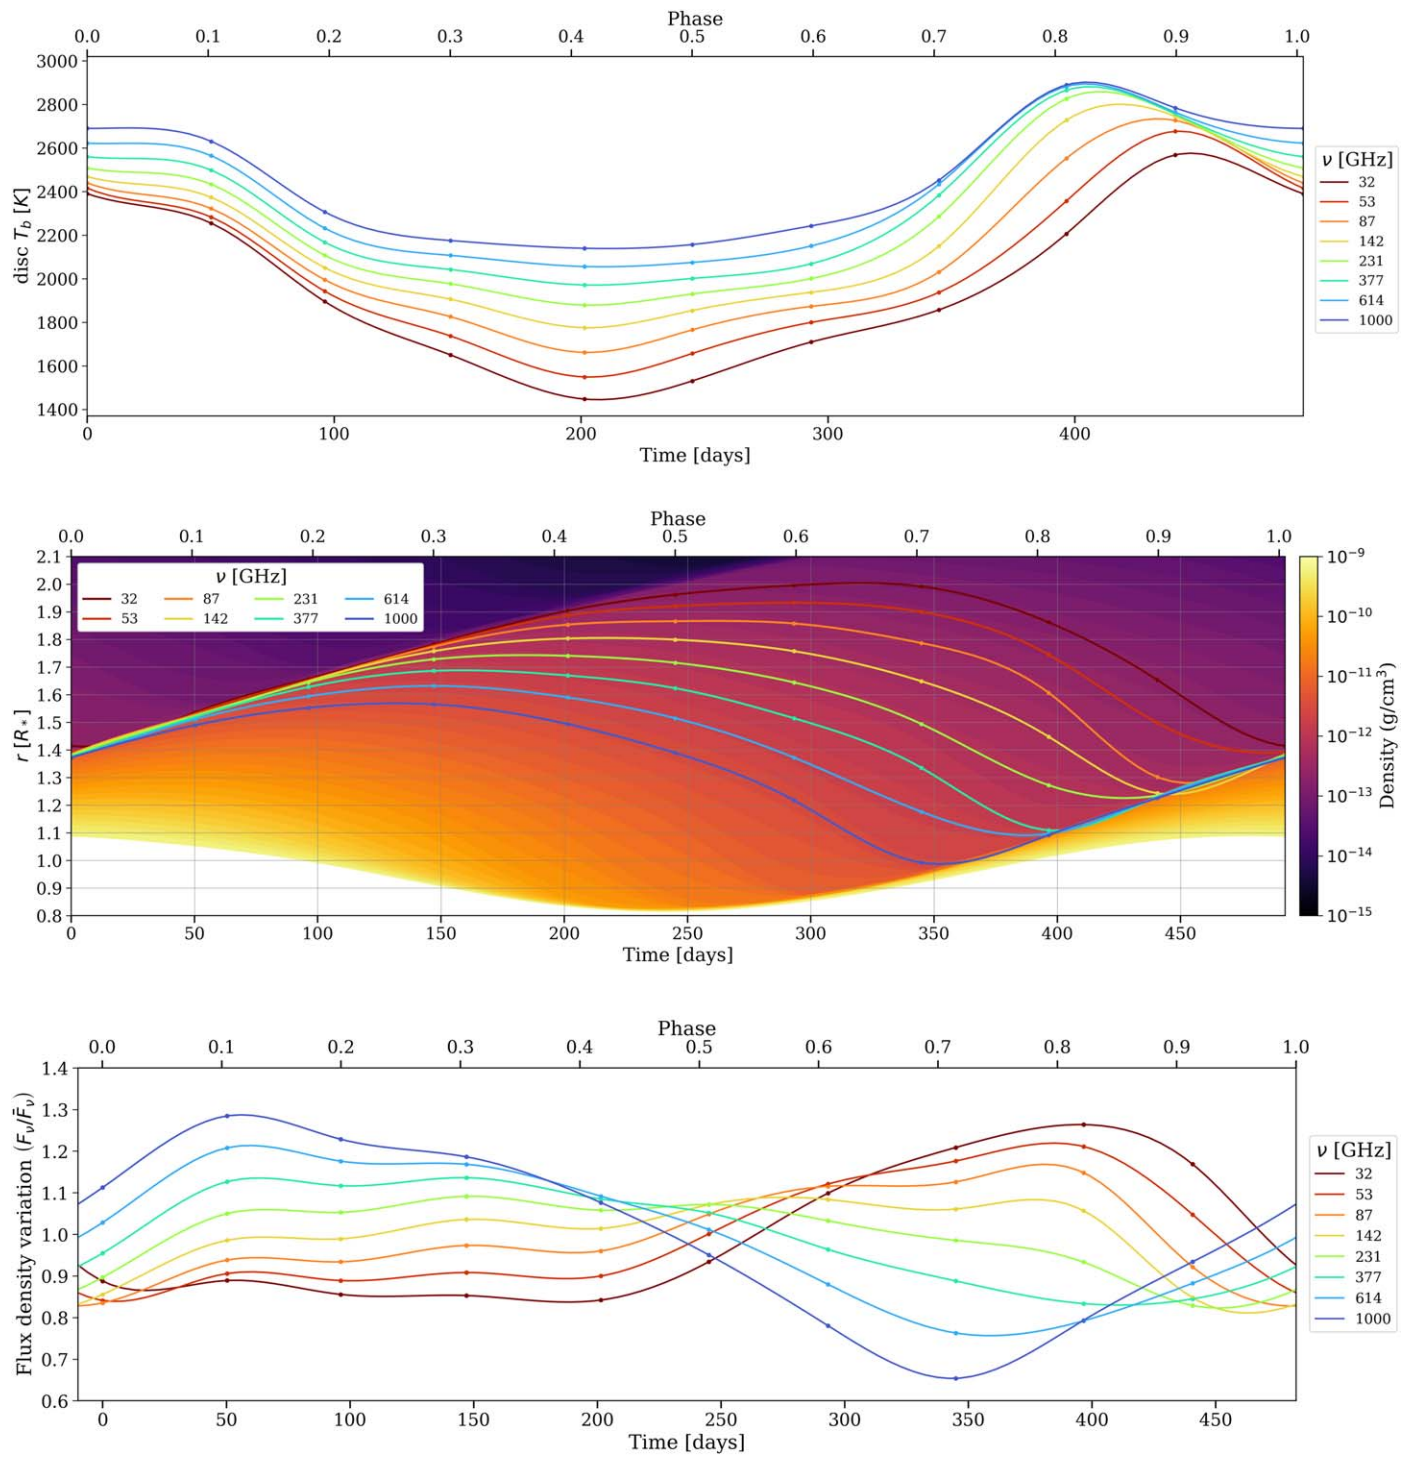 Phase
0.0 0.1 0.2 0.3 0.4 0.5 0.6 0.7 0.8 0.9 1.0
disc T_b [K]
3000
2800
2600
2400
2200
2000
1800
1600
1400
0 100 200 300 400
Time [days]
ν [GHz]
32
53
87
142
231
377
614
1000
Phase
0.0 0.1 0.2 0.3 0.4 0.5 0.6 0.7 0.8 0.9 1.0
r [R_*]
2.1
2.0
1.9
1.8
1.7
1.6
1.5
1.4
1.3
1.2
1.1
1.0
0.9
0.8
ν [GHz]
32 87 231 614
53 142 377 1000
0 50 100 150 200 250 300 350 400 450
Time [days]
10^-9
10^-10
10^-11
10^-12
10^-13
10^-14
10^-15
Density (g/cm^3)
Phase
0.0 0.1 0.2 0.3 0.4 0.5 0.6 0.7 0.8 0.9 1.0
Flux density variation (F_ν/F̄_ν)
1.4
1.3
1.2
1.1
1.0
0.9
0.8
0.7
0.6
0 50 100 150 200 250 300 350 400 450
Time [days]
ν [GHz]
32
53
87
142
231
377
614
1000